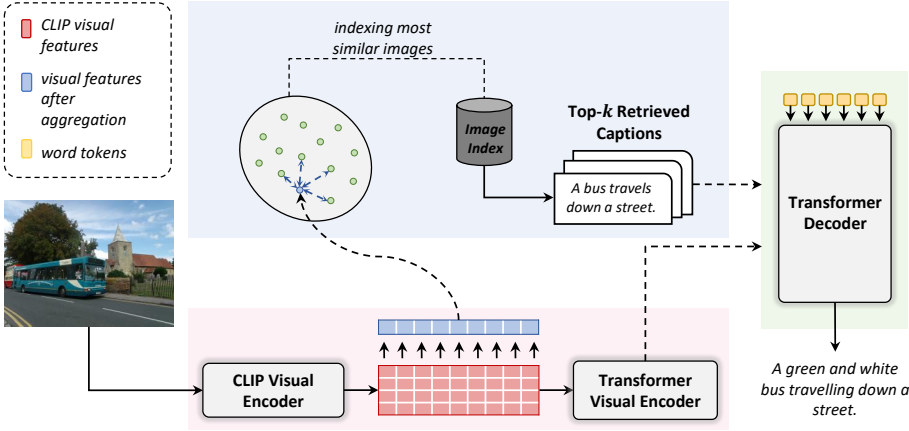 CLIP visual
features
visual features
after
aggregation
word tokens
indexing most
similar images
Image
Index
Top-k Retrieved
Captions
A bus travels
down a street.
Transformer
Decoder
CLIP Visual
Encoder
Transformer
Visual Encoder
A green and white
bus travelling down a
street.